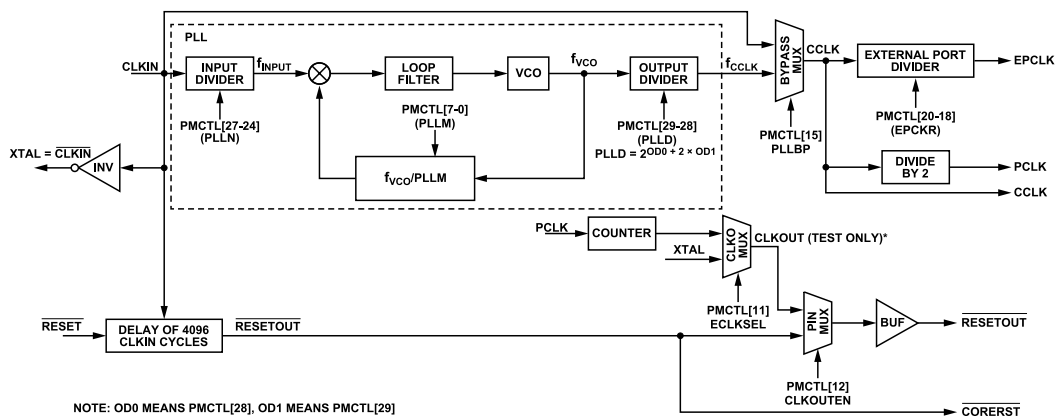 PLL
CLKIN
INPUT
DIVIDER
fINPUT
LOOP
FILTER
VCO
fVCO
OUTPUT
DIVIDER
fCCLK
BYPASS
MUX
CCLK
EXTERNAL PORT
DIVIDER
EPCLK
PMCTL[27-24]
(PLLN)
PMCTL[7-0]
(PLLM)
PMCTL[29-28]
(PLLD)
PLLD = 2^OD0 + 2 × OD1
PMCTL[15]
PLLBP
PMCTL[20-18]
(EPCKR)
XTAL = CLKIN
INV
fVCO/PLLM
DIVIDE
BY 2
PCLK
CCLK
PCLK
COUNTER
XTAL
CLKO
MUX
CLKOUT (TEST ONLY)*
PMCTL[11]
ECLKSEL
RESET
DELAY OF 4096
CLKIN CYCLES
RESETOUT
PIN
MUX
BUF
RESETOUT
PMCTL[12]
CLKOUTEN
NOTE: OD0 MEANS PMCTL[28], OD1 MEANS PMCTL[29]
CORERST